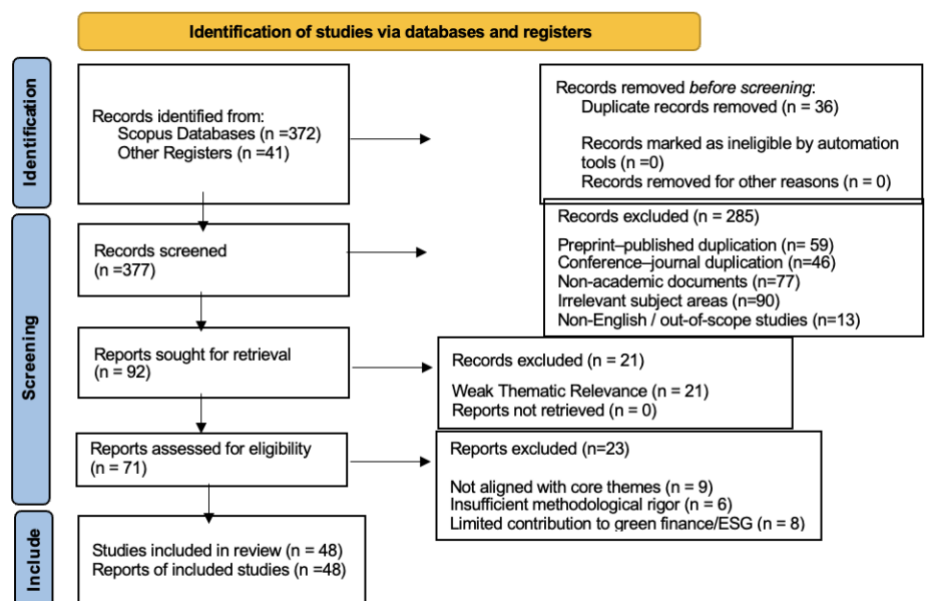 Identification of studies via databases and registers
Identification
Records identified from:
Scopus Databases (n =372)
Other Registers (n =41)
Records removed before screening:
Duplicate records removed (n = 36)
Records marked as ineligible by automation
tools (n =0)
Records removed for other reasons (n = 0)
Screening
Records screened
(n =377)
Records excluded (n = 285)
Preprint–published duplication (n= 59)
Conference–journal duplication (n=46)
Non-academic documents (n=77)
Irrelevant subject areas (n=90)
Non-English / out-of-scope studies (n=13)
Reports sought for retrieval
(n = 92)
Records excluded (n = 21)
Weak Thematic Relevance (n = 21)
Reports not retrieved (n = 0)
Reports assessed for eligibility
(n = 71)
Reports excluded (n=23)
Not aligned with core themes (n = 9)
Insufficient methodological rigor (n = 6)
Limited contribution to green finance/ESG (n = 8)
Include
Studies included in review (n = 48)
Reports of included studies (n =48)